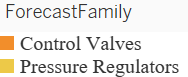 ForecastFamily
Control Valves
Pressure Regulators